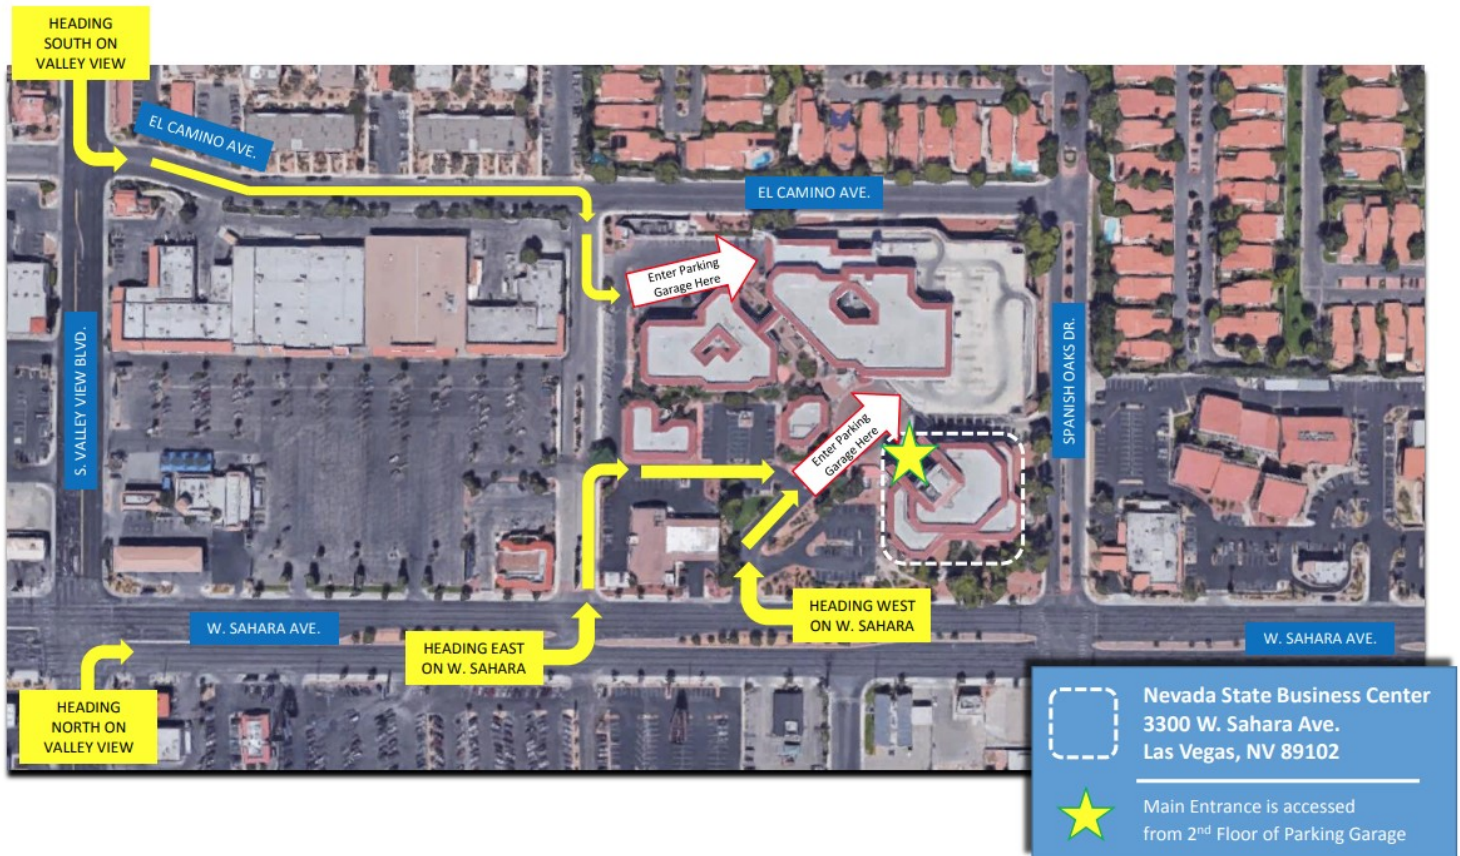 HEADING
SOUTH ON
VALLEY VIEW
EL CAMINO AVE.
EL CAMINO AVE.
Enter Parking
Garage Here
S. VALLEY VIEW BLVD.
SPANISH OAKS DR.
Enter Parking
Garage Here
HEADING WEST
ON W. SAHARA
W. SAHARA AVE.
HEADING EAST
ON W. SAHARA
W. SAHARA AVE.
HEADING
NORTH ON
VALLEY VIEW
Nevada State Business Center
3300 W. Sahara Ave.
Las Vegas, NV 89102
Main Entrance is accessed
from 2nd Floor of Parking Garage